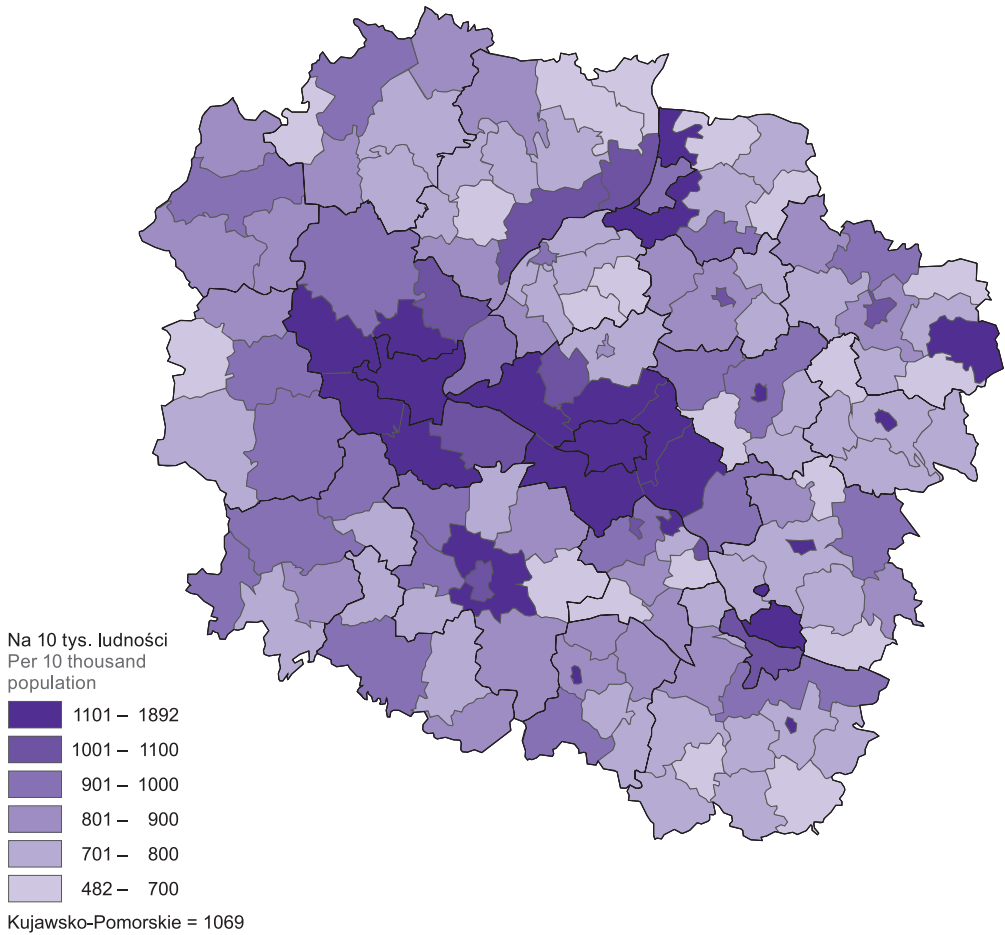 Na 10 tys. ludności
Per 10 thousand
population
1101 – 1892
1001 – 1100
901 – 1000
801 – 900
701 – 800
482 – 700
Kujawsko-Pomorskie = 1069